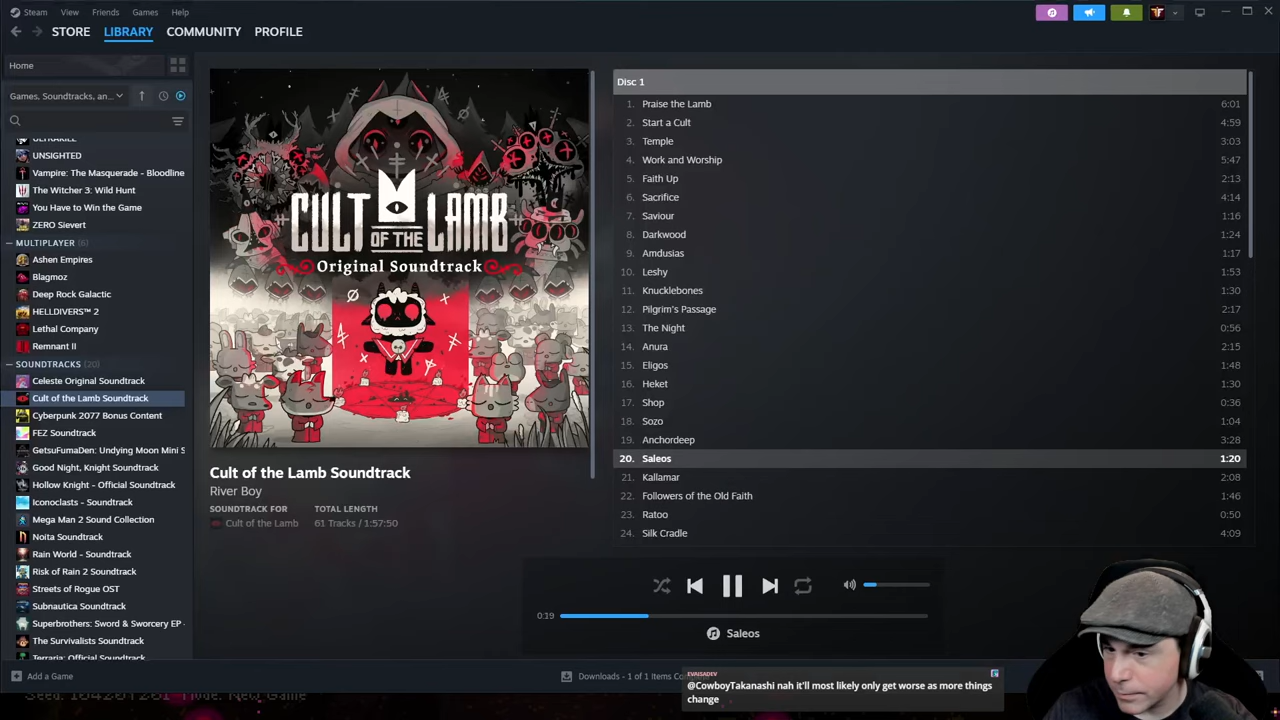 Steam View Friends Games Help
STORE LIBRARY COMMUNITY PROFILE
Home
Games, Soundtracks, an...
ULTRAKILL
UNSIGHTED
Vampire: The Masquerade - Bloodline
The Witcher 3: Wild Hunt
You Have to Win the Game
ZERO Sievert
MULTIPLAYER (6)
Ashen Empires
Blagmoz
Deep Rock Galactic
HELLDIVERS™ 2
Lethal Company
Remnant II
SOUNDTRACKS (20)
Celeste Original Soundtrack
Cult of the Lamb Soundtrack
Cyberpunk 2077 Bonus Content
FEZ Soundtrack
GetsuFumaDen: Undying Moon Mini S
Good Night, Knight Soundtrack
Hollow Knight - Official Soundtrack
Iconoclasts - Soundtrack
Mega Man 2 Sound Collection
Noita Soundtrack
Rain World - Soundtrack
Risk of Rain 2 Soundtrack
Streets of Rogue OST
Subnautica Soundtrack
Superbrothers: Sword & Sworcery EP -
The Survivalists Soundtrack
Terraria: Official Soundtrack
Add a Game
CULT OF THE LAMB
Original Soundtrack
Cult of the Lamb Soundtrack
River Boy
SOUNDTRACK FOR TOTAL LENGTH
Cult of the Lamb 61 Tracks / 1:57:50
Disc 1
1. Praise the Lamb 6:01
2. Start a Cult 4:59
3. Temple 3:03
4. Work and Worship 5:47
5. Faith Up 2:13
6. Sacrifice 4:14
7. Saviour 1:16
8. Darkwood 1:24
9. Amdusias 1:17
10. Leshy 1:53
11. Knucklebones 1:30
12. Pilgrim's Passage 2:17
13. The Night 0:56
14. Anura 2:15
15. Eligos 1:48
16. Heket 1:30
17. Shop 0:36
18. Sozo 1:04
19. Anchordeep 3:28
20. Saleos 1:20
21. Kallamar 2:08
22. Followers of the Old Faith 1:46
23. Ratoo 0:50
24. Silk Cradle 4:09
0:19
Saleos
Downloads - 1 of 1 Items Co
EVAISADEV
@CowboyTakanashi nah it'll most likely only get worse as more things
change